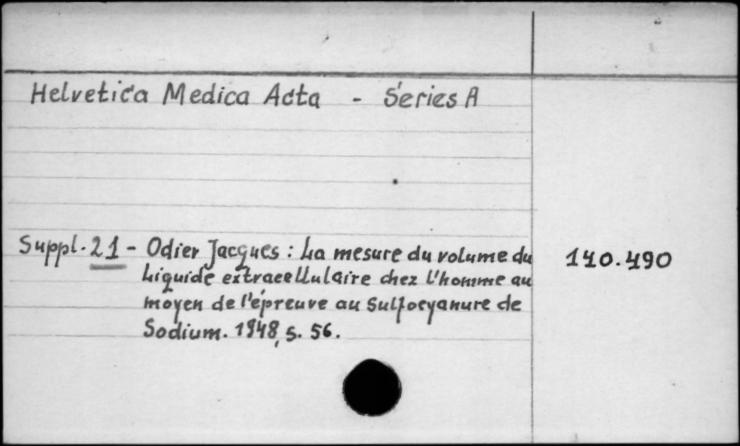 Helvetica Medica Acta - Series A
Suppl. 21 - Odier Jacques : La mesure du volume du
Liquide extracellulaire chez l'homme au
moyen de l'épreuve au Sulfocyanure de
Sodium. 1948, S. 56.
140.490